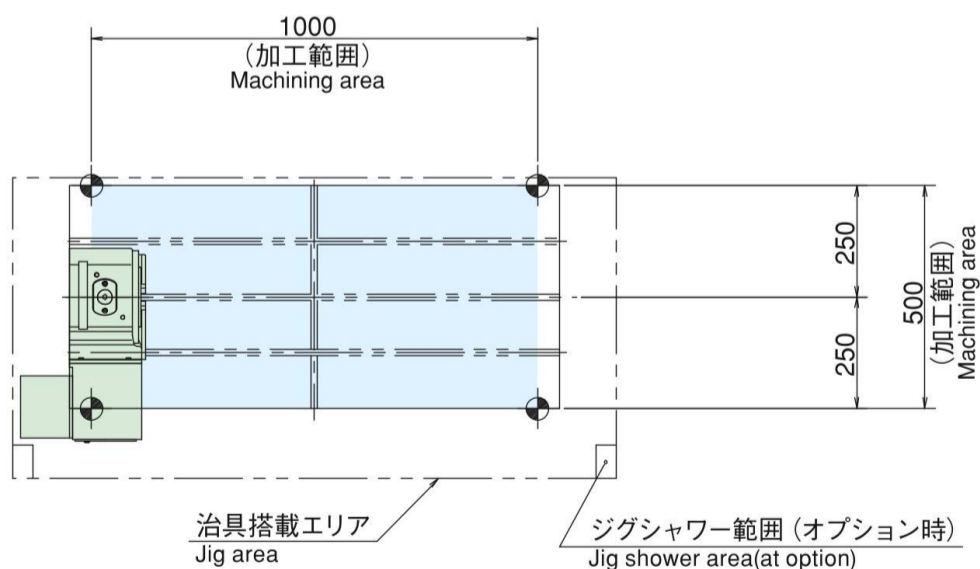 1000
（加工範囲）
Machining area
250
250
500
（加工範囲）
Machining area
治具搭載エリア
Jig area
ジグシャワー範囲（オプション時）
Jig shower area(at option)